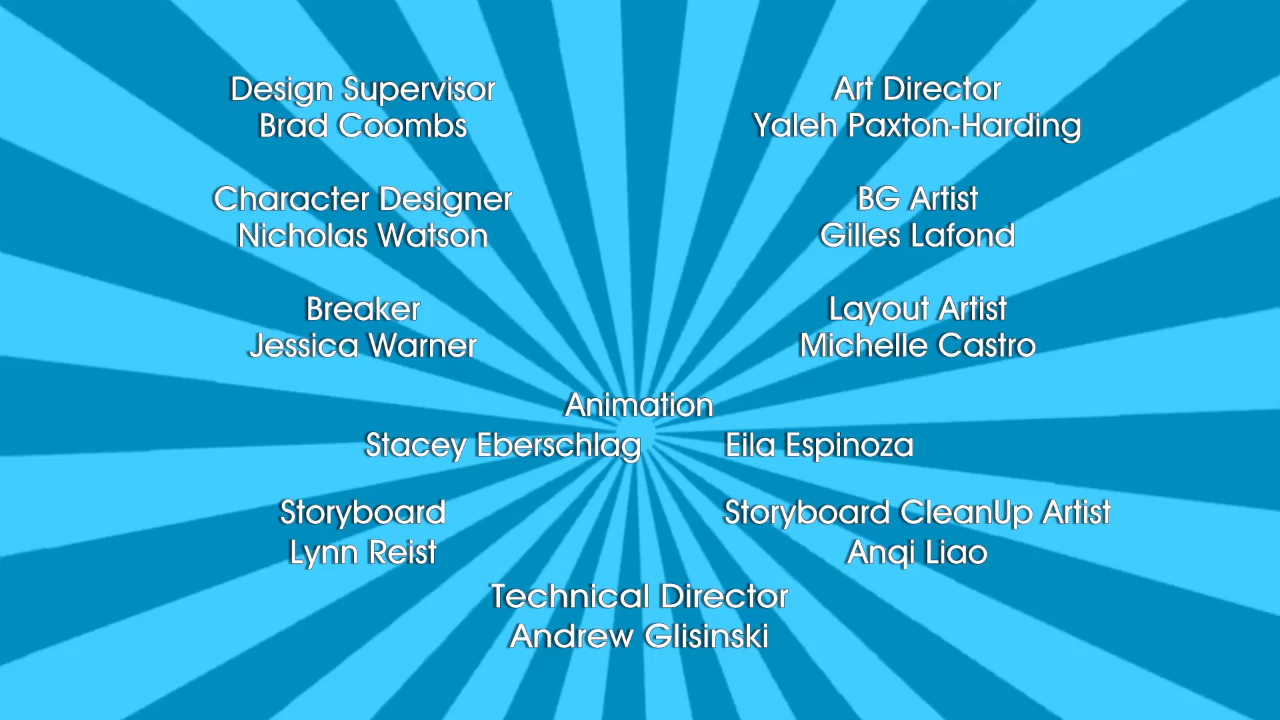 Design Supervisor
Brad Coombs
Art Director
Yaleh Paxton-Harding
Character Designer
Nicholas Watson
BG Artist
Gilles Lafond
Breaker
Jessica Warner
Layout Artist
Michelle Castro
Animation
Stacey Eberschlag
Eila Espinoza
Storyboard
Lynn Reist
Storyboard CleanUp Artist
Anqi Liao
Technical Director
Andrew Glisinski